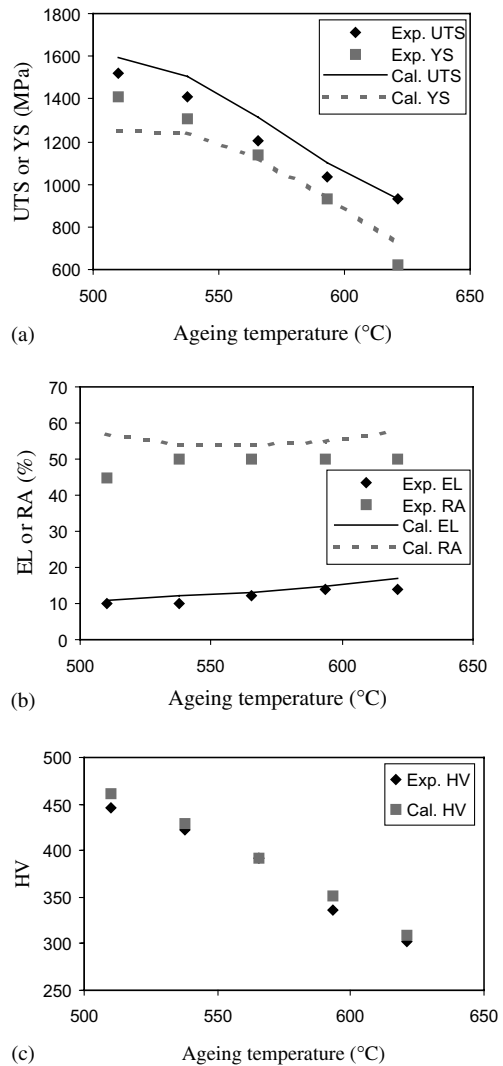 1800
1600
1400
1200
1000
800
600
UTS or YS (MPa)
Exp. UTS
Exp. YS
Cal. UTS
Cal. YS
500 550 600 650
(a) Ageing temperature (°C)
70
60
50
40
30
20
10
0
EL or RA (%)
Exp. EL
Exp. RA
Cal. EL
Cal. RA
500 550 600 650
(b) Ageing temperature (°C)
500
450
400
350
300
250
HV
Exp. HV
Cal. HV
500 550 600 650
(c) Ageing temperature (°C)